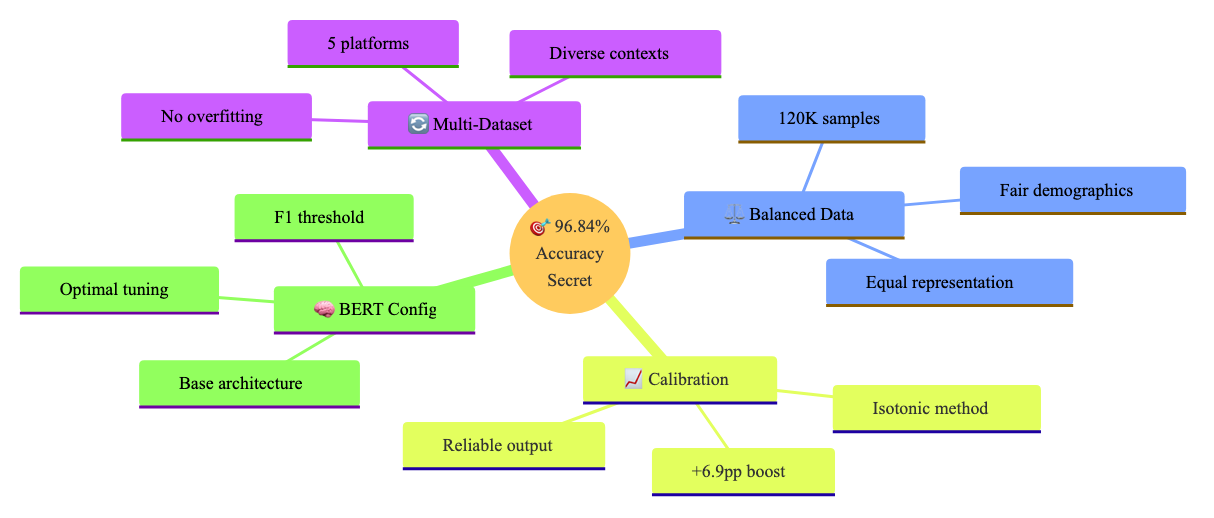 5 platforms
Diverse contexts
No overfitting
🔄 Multi-Dataset
120K samples
Fair demographics
⚖️ Balanced Data
Equal representation
🎯 96.84%
Accuracy
Secret
F1 threshold
Optimal tuning
🧠 BERT Config
Base architecture
📈 Calibration
Isotonic method
Reliable output
+6.9pp boost